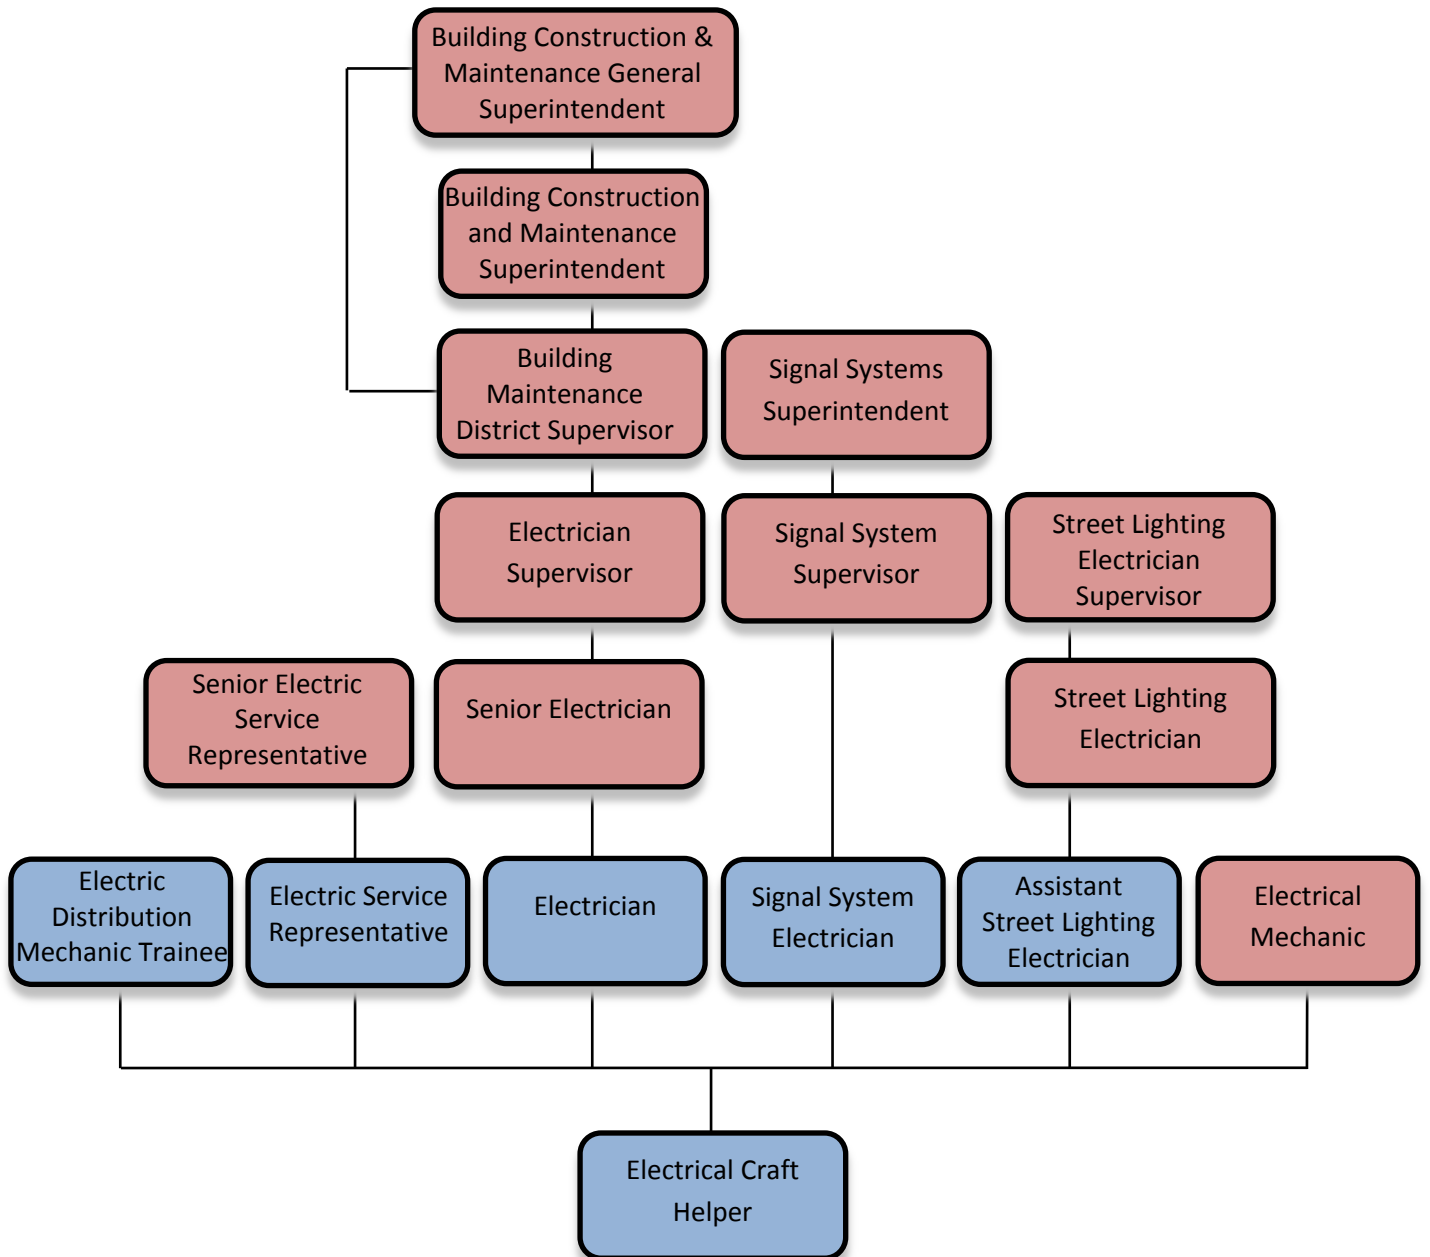 Building Construction &
Maintenance General
Superintendent
Building Construction
and Maintenance
Superintendent
Building
Maintenance
District Supervisor
Signal Systems
Superintendent
Electrician
Supervisor
Signal System
Supervisor
Street Lighting
Electrician
Supervisor
Senior Electric
Service
Representative
Senior Electrician
Street Lighting
Electrician
Electric
Distribution
Mechanic Trainee
Electric Service
Representative
Electrician
Signal System
Electrician
Assistant
Street Lighting
Electrician
Electrical
Mechanic
Electrical Craft
Helper